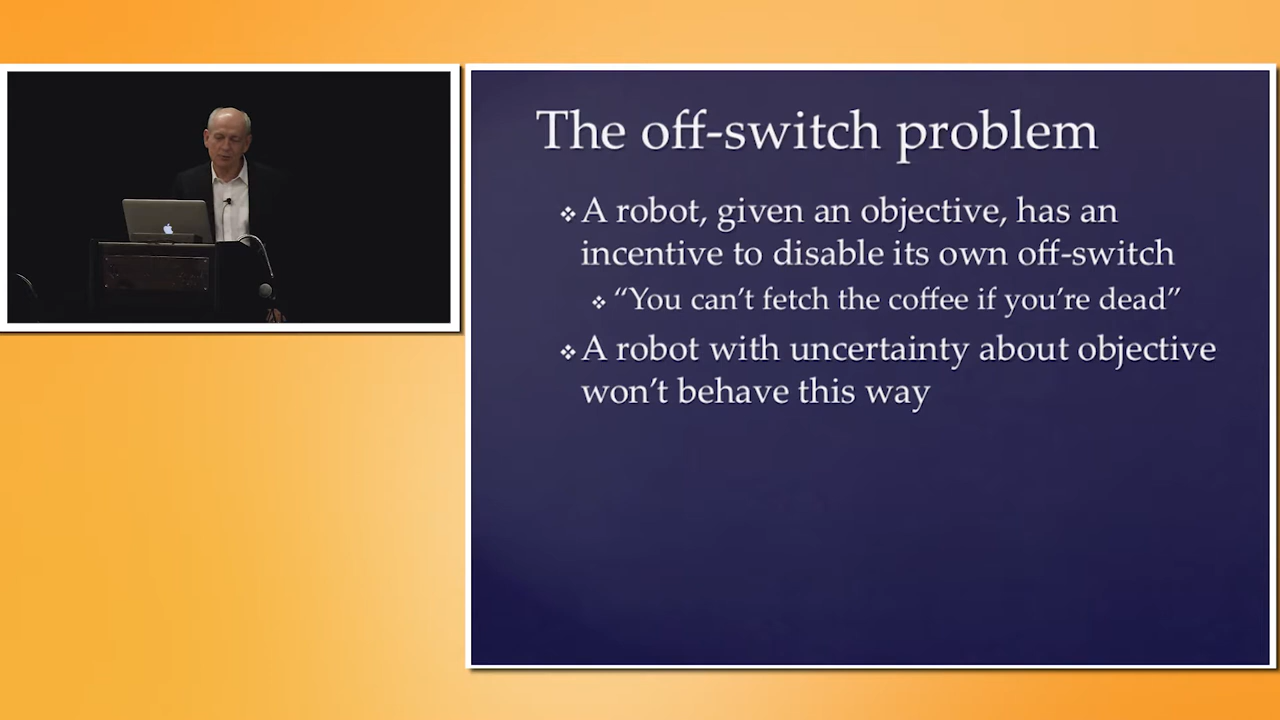 The off-switch problem
❖ A robot, given an objective, has an
incentive to disable its own off-switch
❖ “You can’t fetch the coffee if you’re dead”
❖ A robot with uncertainty about objective
won’t behave this way